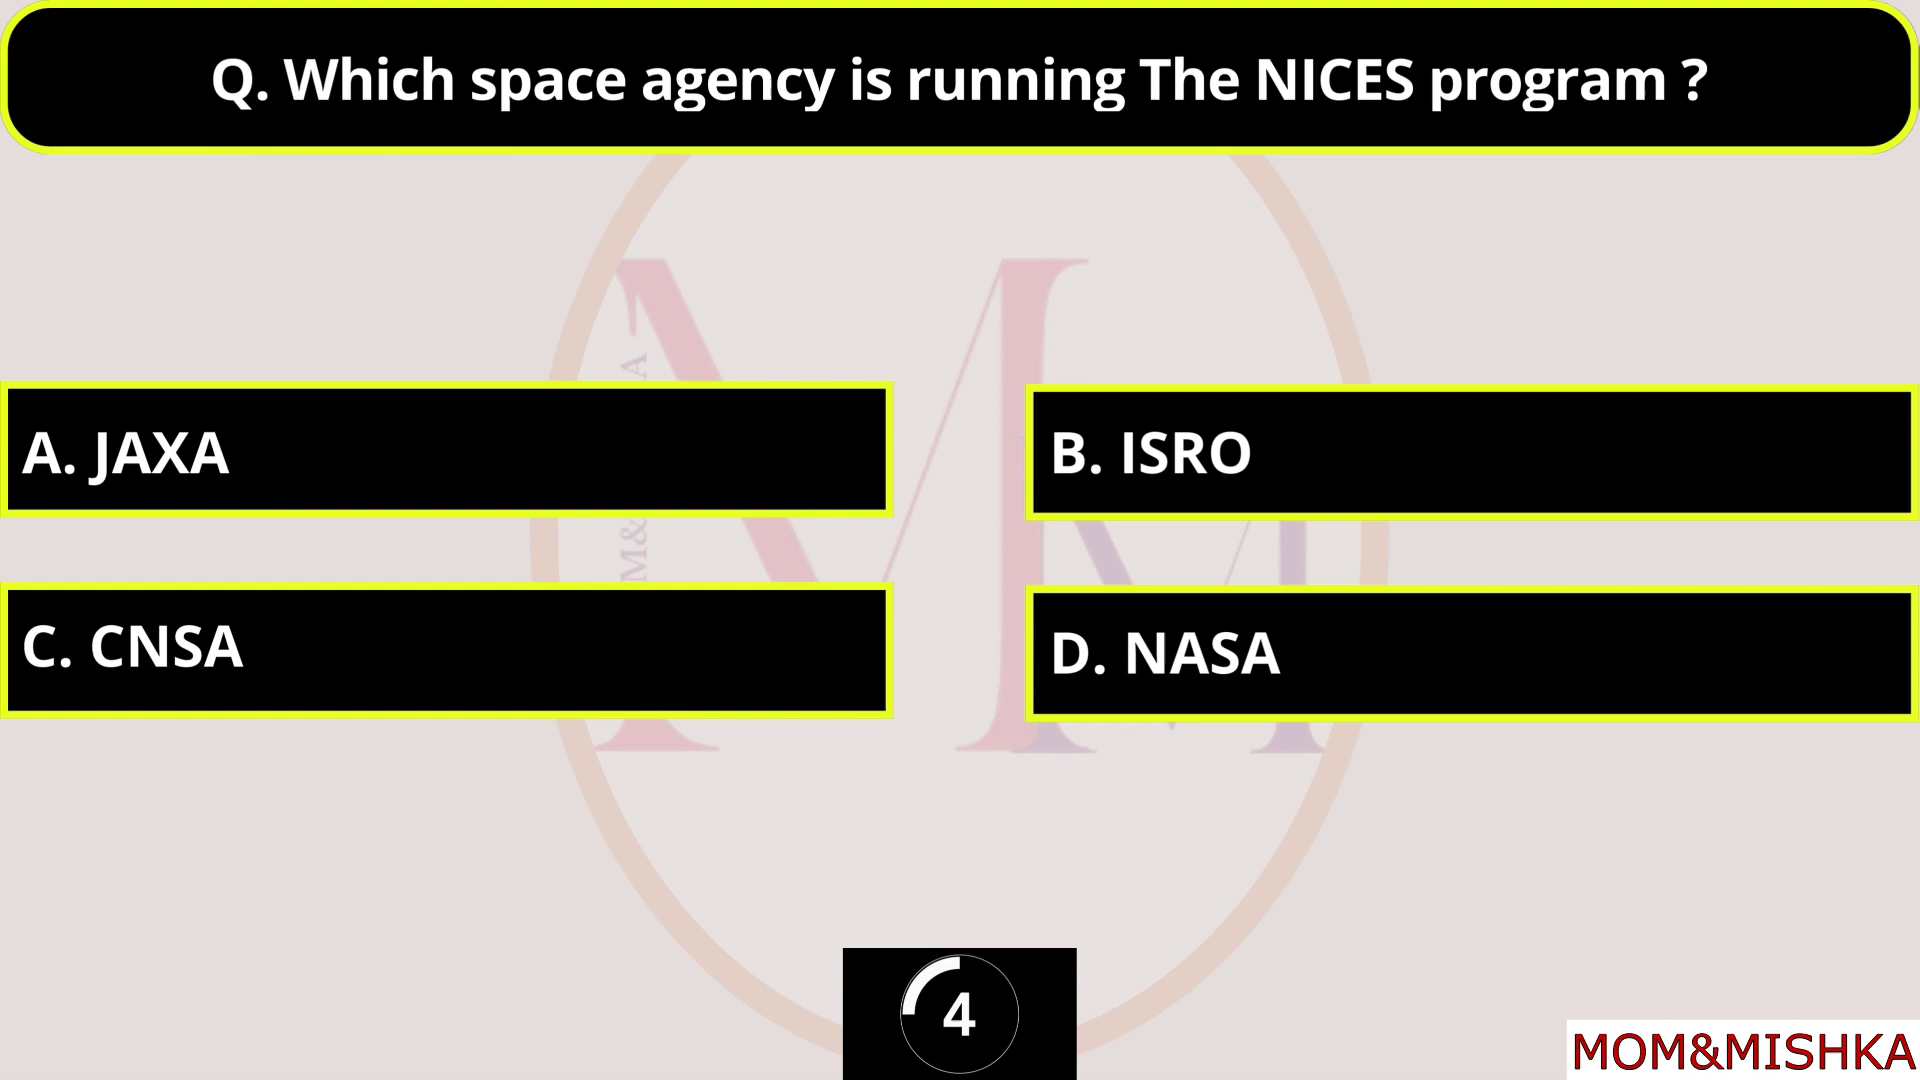 Q. Which space agency is running The NICES program ?
A. JAXA
B. ISRO
C. CNSA
D. NASA
4
MOM&MISHKA